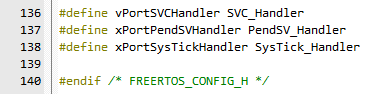 136 #define vPortSVCHandler SVC_Handler
137 #define xPortPendSVHandler PendSV_Handler
138 #define xPortSysTickHandler SysTick_Handler
139
140 #endif /* FREERTOS_CONFIG_H */